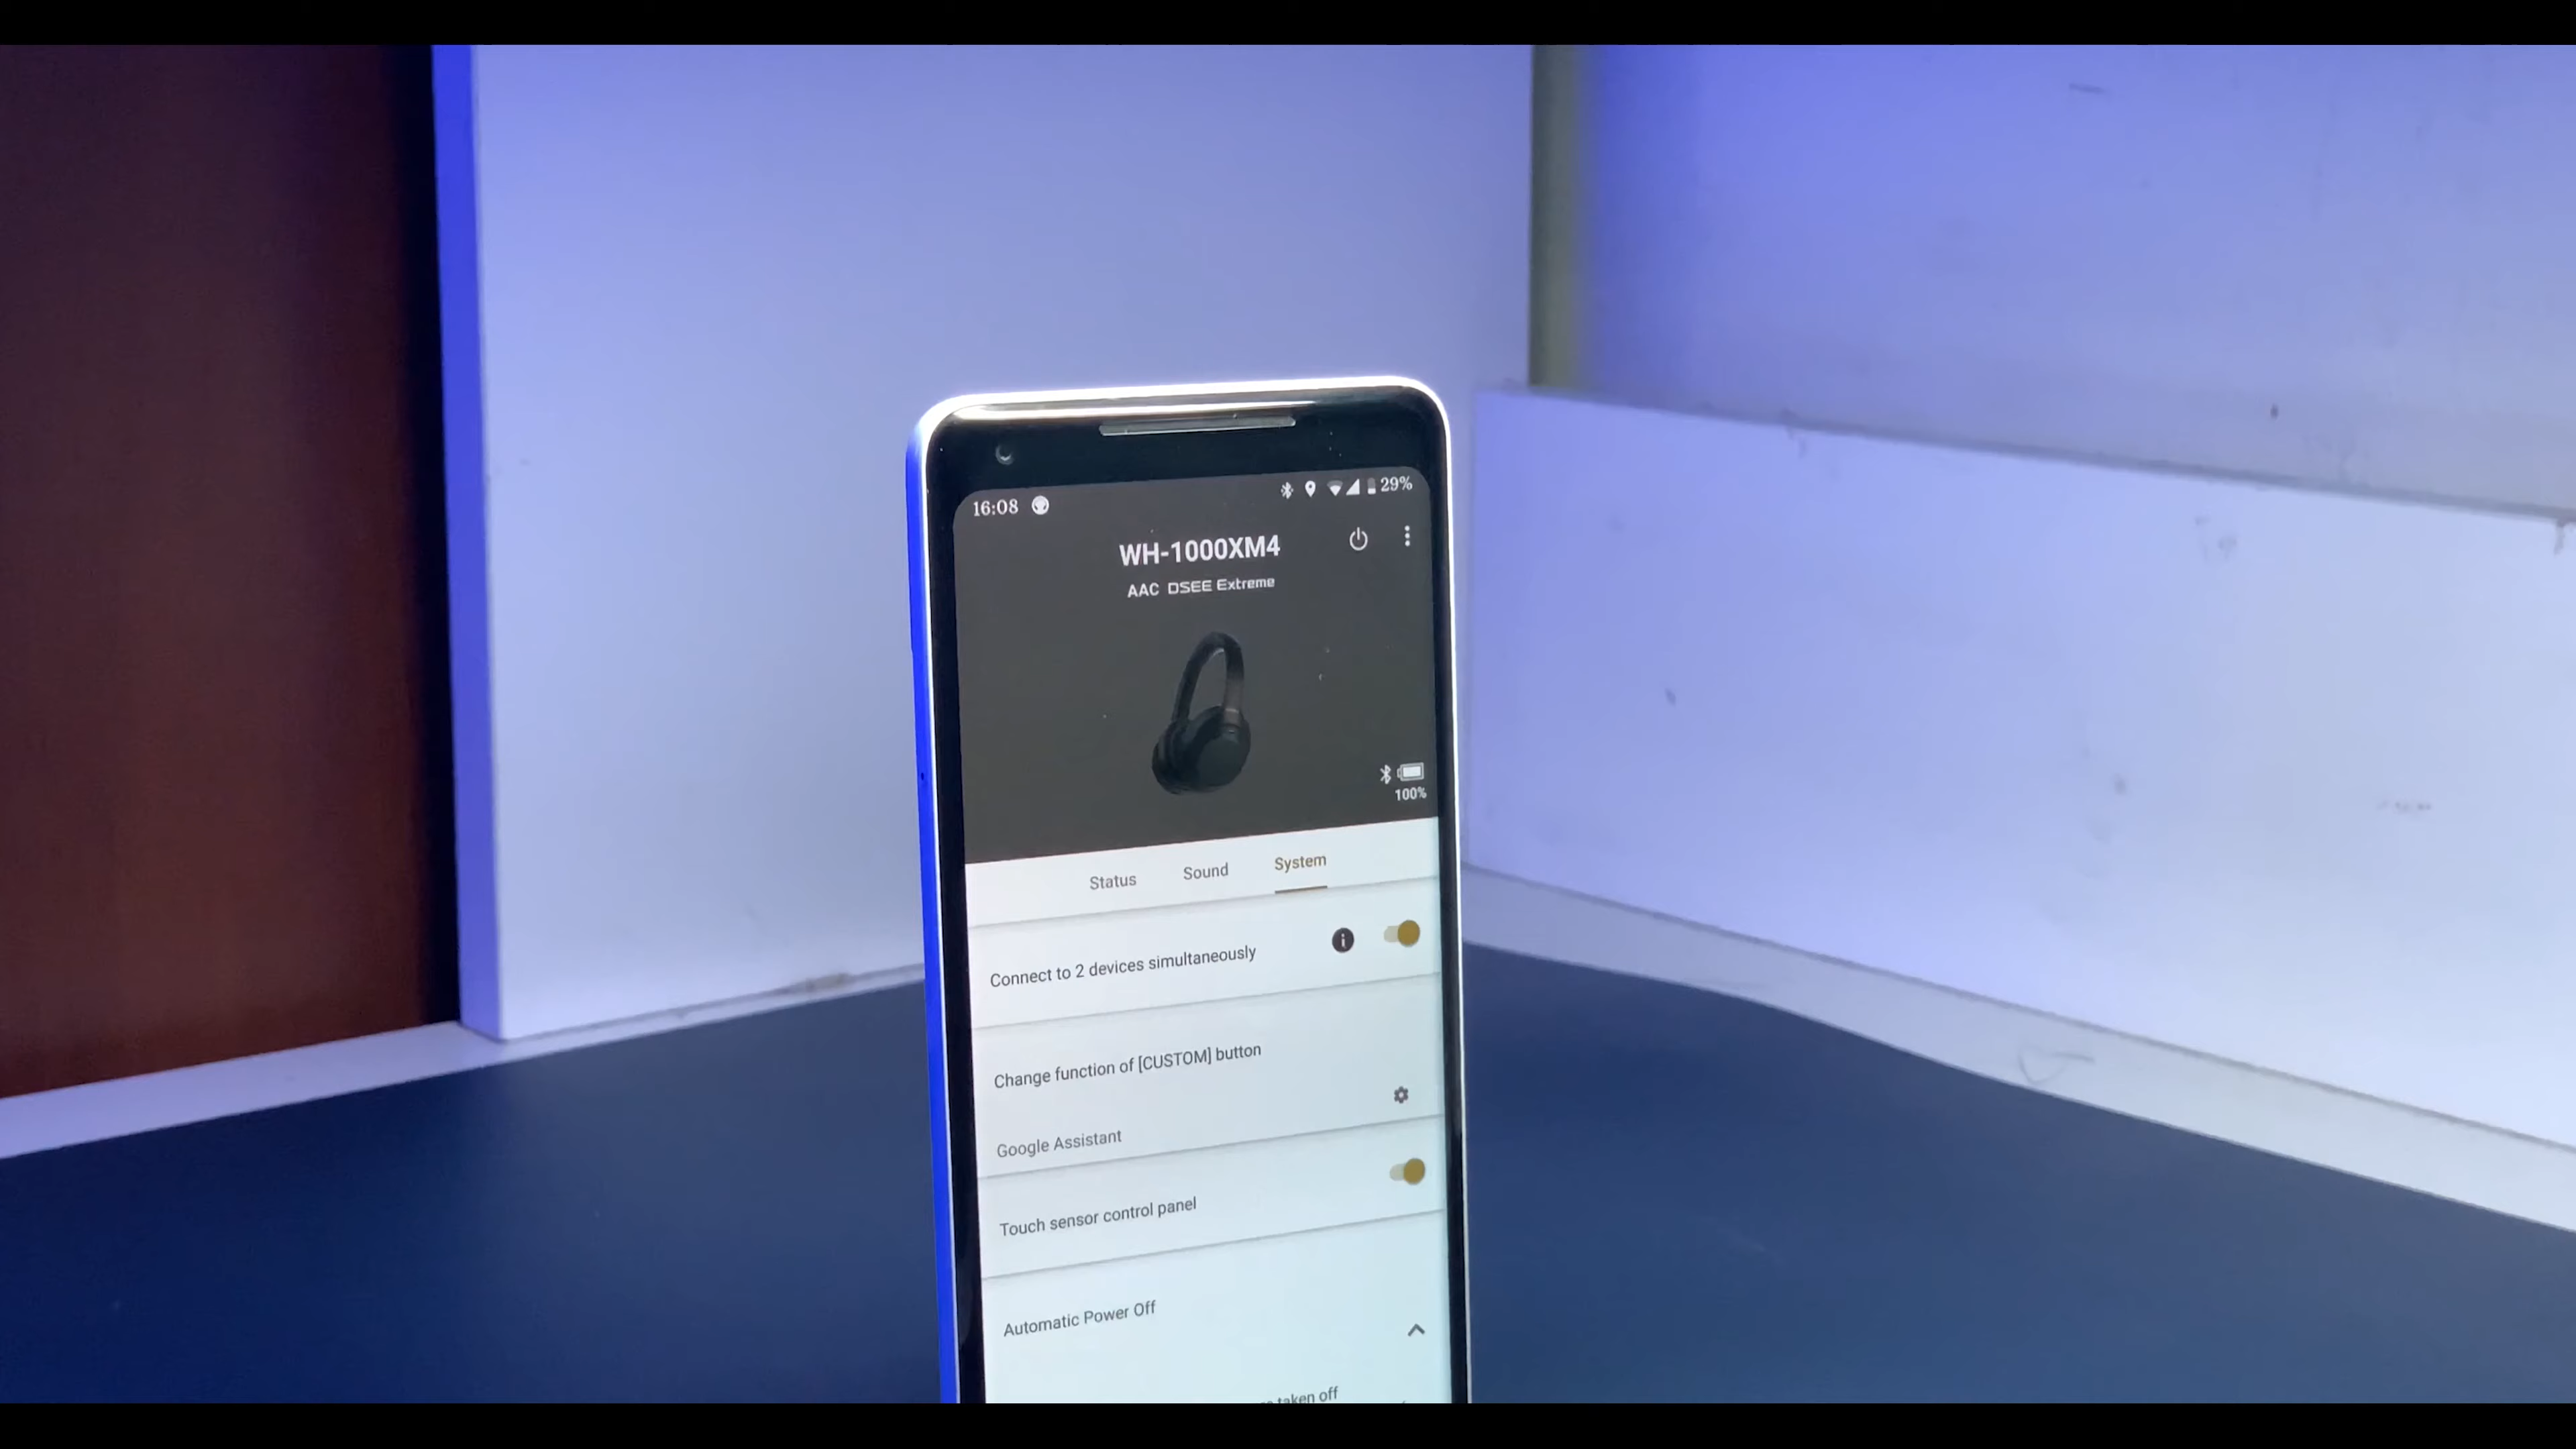 16:08 29%
WH-1000XM4
AAC DSEE Extreme
100%
Status Sound System
Connect to 2 devices simultaneously
Change function of [CUSTOM] button
Google Assistant
Touch sensor control panel
Automatic Power Off
taken off